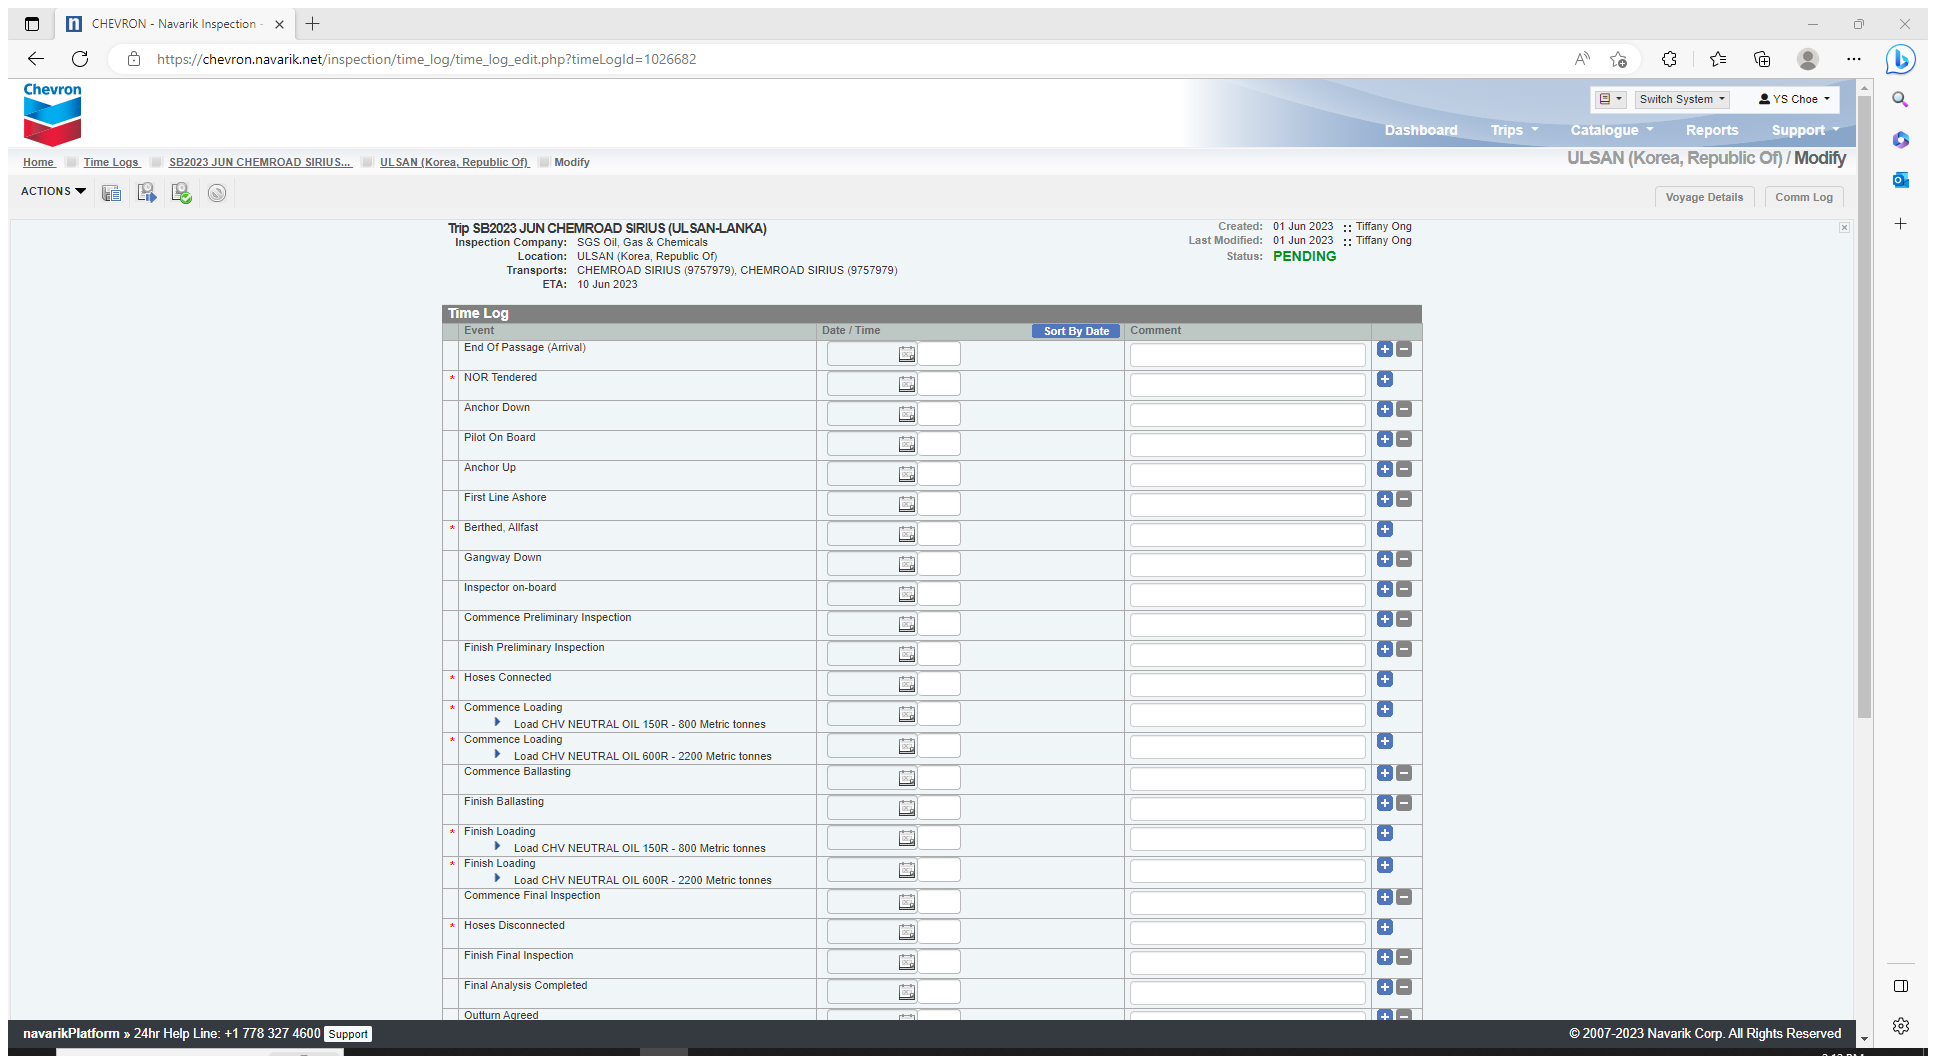 CHEVRON - Navarik Inspection -
https://chevron.navarik.net/inspection/time_log/time_log_edit.php?timeLogId=1026682
Chevron
Switch System
YS Choe
Dashboard Trips Catalogue Reports Support
Home Time Logs SB2023 JUN CHEMROAD SIRIUS... ULSAN (Korea, Republic Of) Modify
ULSAN (Korea, Republic Of) / Modify
ACTIONS
Voyage Details Comm Log
Trip SB2023 JUN CHEMROAD SIRIUS (ULSAN-LANKA)
Inspection Company: SGS Oil, Gas & Chemicals
Location: ULSAN (Korea, Republic Of)
Transports: CHEMROAD SIRIUS (9757979), CHEMROAD SIRIUS (9757979)
ETA: 10 Jun 2023
Created: 01 Jun 2023 :: Tiffany Ong
Last Modified: 01 Jun 2023 :: Tiffany Ong
Status: PENDING
Time Log
Event Date / Time Sort By Date Comment
End Of Passage (Arrival)
* NOR Tendered
Anchor Down
Pilot On Board
Anchor Up
First Line Ashore
* Berthed, Allfast
Gangway Down
Inspector on-board
Commence Preliminary Inspection
Finish Preliminary Inspection
* Hoses Connected
* Commence Loading
Load CHV NEUTRAL OIL 150R - 800 Metric tonnes
* Commence Loading
Load CHV NEUTRAL OIL 600R - 2200 Metric tonnes
Commence Ballasting
Finish Ballasting
* Finish Loading
Load CHV NEUTRAL OIL 150R - 800 Metric tonnes
* Finish Loading
Load CHV NEUTRAL OIL 600R - 2200 Metric tonnes
Commence Final Inspection
* Hoses Disconnected
Finish Final Inspection
Final Analysis Completed
Outturn Agreed
navarikPlatform » 24hr Help Line: +1 778 327 4600 Support
© 2007-2023 Navarik Corp. All Rights Reserved